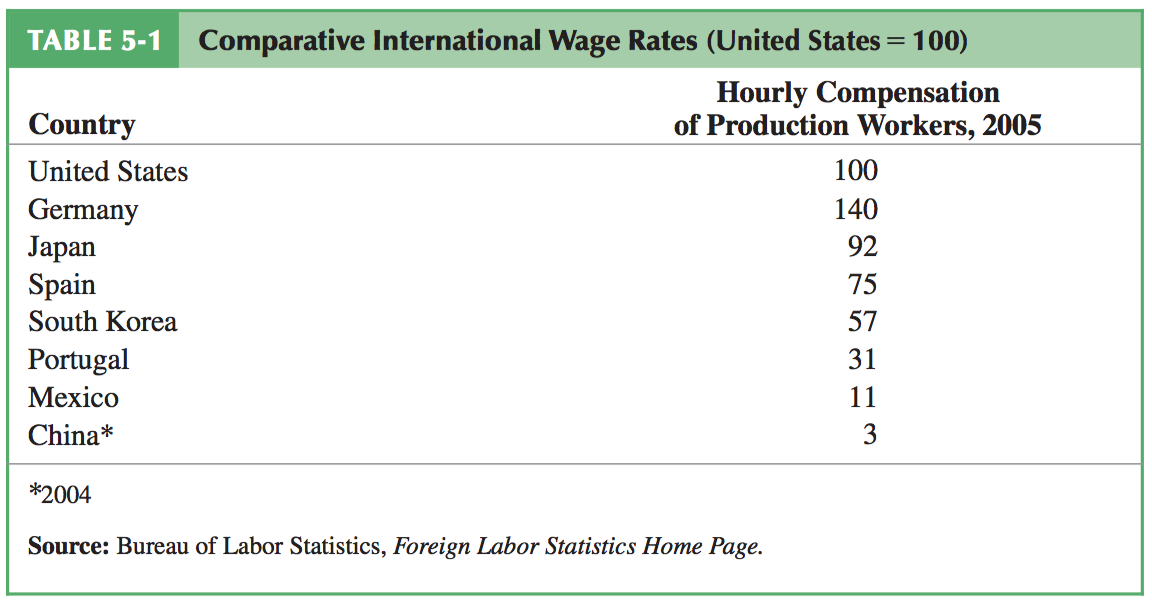 TABLE 5-1 Comparative International Wage Rates (United States = 100)
Hourly Compensation
Country of Production Workers, 2005
United States 100
Germany 140
Japan 92
Spain 75
South Korea 57
Portugal 31
Mexico 11
China* 3
*2004
Source: Bureau of Labor Statistics, Foreign Labor Statistics Home Page.